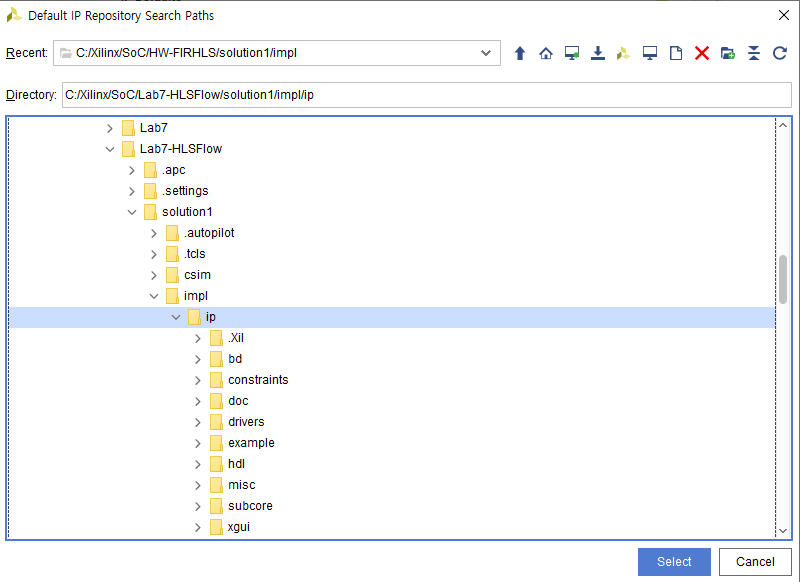 Default IP Repository Search Paths
Recent: C:/Xilinx/SoC/HW-FIRHLS/solution1/impl
Directory: C:/Xilinx/SoC/Lab7-HLSFlow/solution1/impl/ip
Lab7
Lab7-HLSFlow
.apc
.settings
solution1
.autopilot
.tcls
csim
impl
ip
.Xil
bd
constraints
doc
drivers
example
hdl
misc
subcore
xgui
Select Cancel